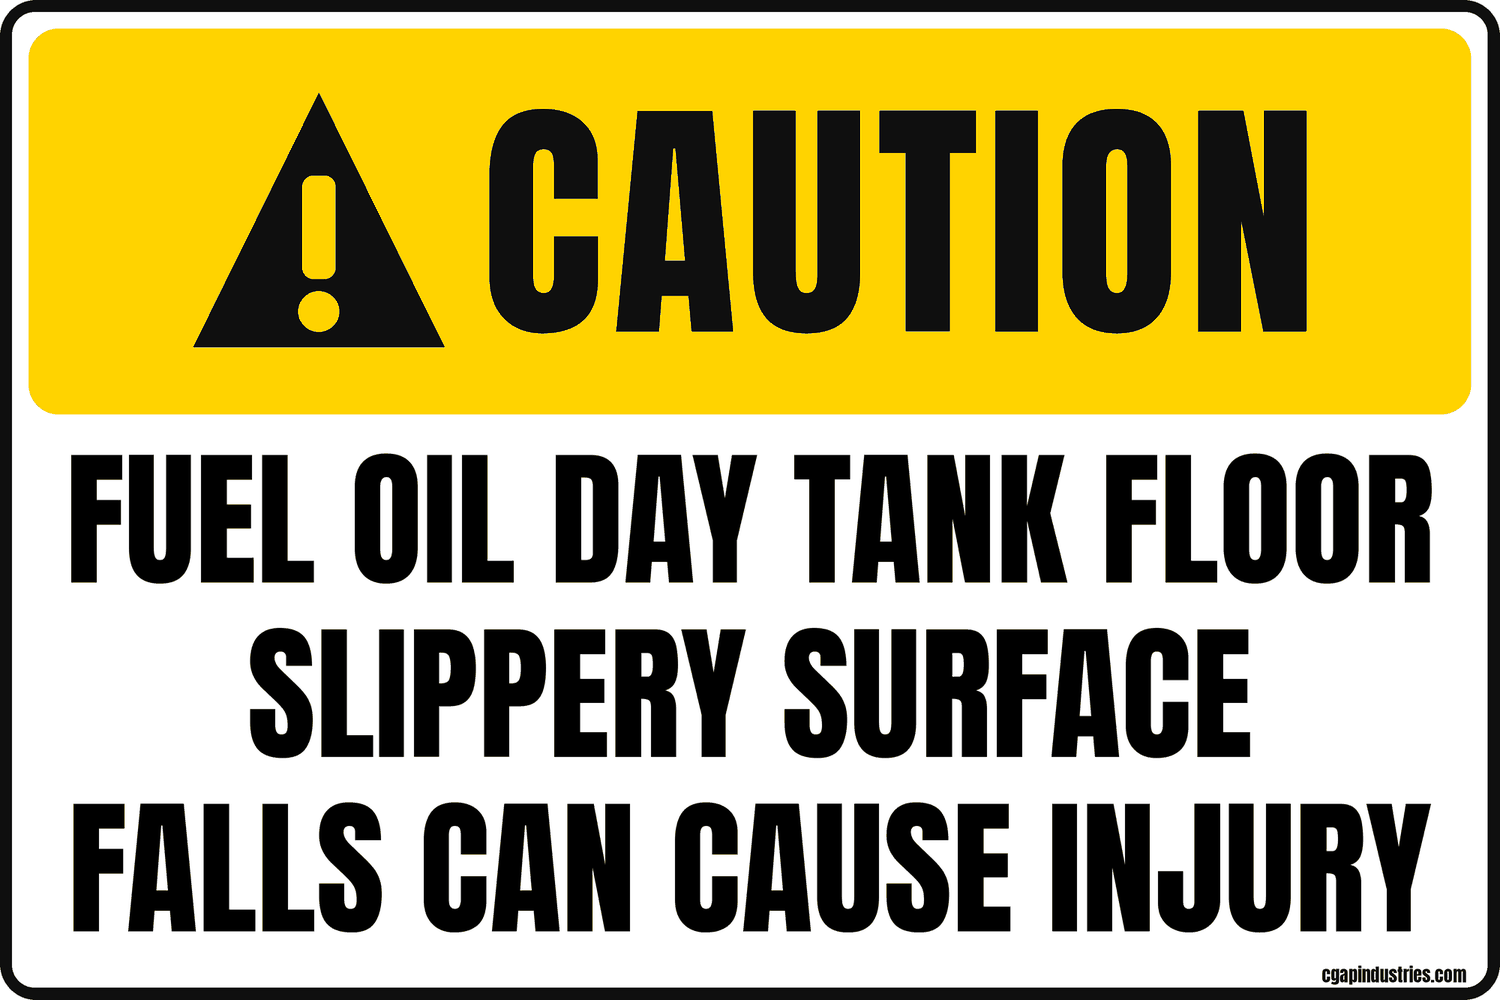 CAUTION
FUEL OIL DAY TANK FLOOR
SLIPPERY SURFACE
FALLS CAN CAUSE INJURY
cgapindustries.com